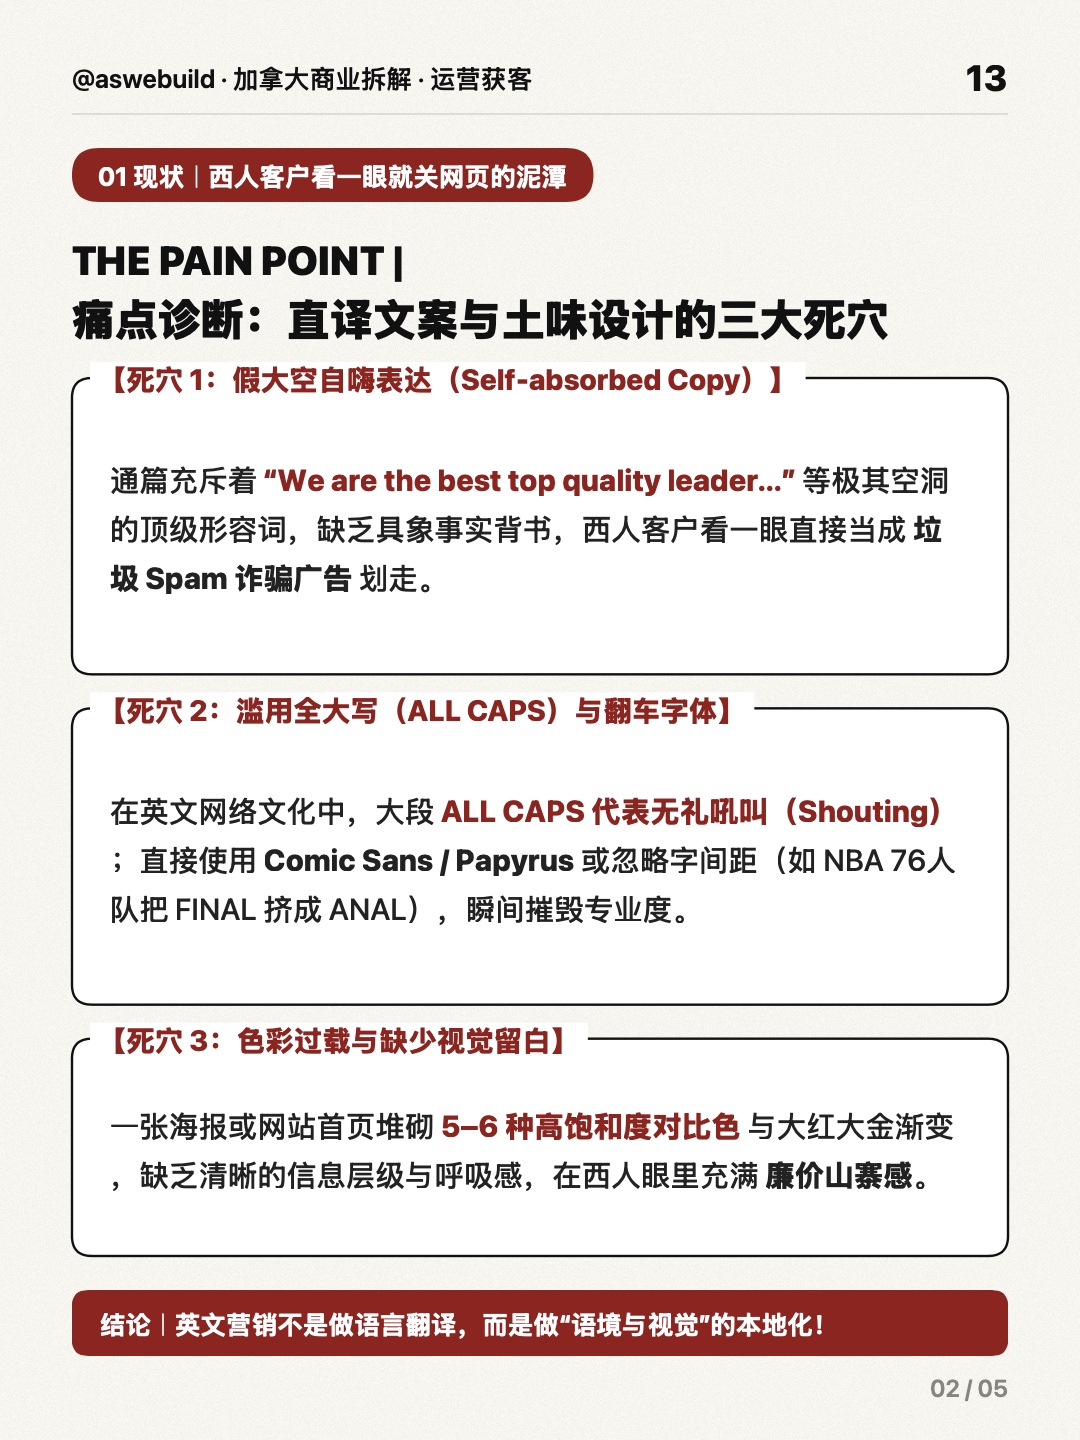 @aswebuild · 加拿大商业拆解 · 运营获客
13
01 现状｜西人客户看一眼就关网页的泥潭
THE PAIN POINT |
痛点诊断：直译文案与土味设计的三大死穴
【死穴 1：假大空自嗨表达（Self-absorbed Copy）】
通篇充斥着 “We are the best top quality leader...” 等极其空洞
的顶级形容词，缺乏具象事实背书，西人客户看一眼直接当成 垃
圾 Spam 诈骗广告 划走。
【死穴 2：滥用全大写（ALL CAPS）与翻车字体】
在英文网络文化中，大段 ALL CAPS 代表无礼吼叫（Shouting）
；直接使用 Comic Sans / Papyrus 或忽略字间距（如 NBA 76人
队把 FINAL 挤成 ANAL），瞬间摧毁专业度。
【死穴 3：色彩过载与缺少视觉留白】
一张海报或网站首页堆砌 5–6 种高饱和度对比色 与大红大金渐变
，缺乏清晰的信息层级与呼吸感，在西人眼里充满 廉价山寨感。
结论｜英文营销不是做语言翻译，而是做“语境与视觉”的本地化！
02 / 05